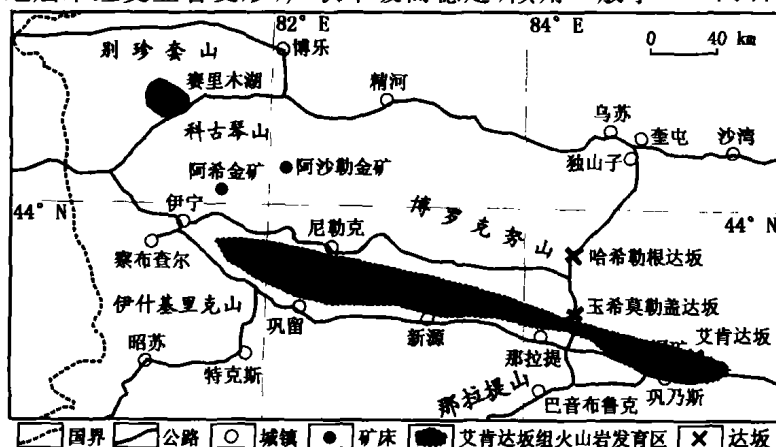 82° E
84° E
别珍套山
博乐
0 40 km
赛里木湖
精河
乌苏
奎屯
沙湾
科古琴山
独山子
阿希金矿
阿沙勒金矿
44° N
伊宁
尼勒克
博罗克努山
44° N
察布查尔
哈希勒根达坂
伊什基里克山
玉希莫勒盖达坂
巩留
新源
艾肯达坂
昭苏
特克斯
那拉提
那拉提山
巴音布鲁克
巩乃斯
国界
公路
城镇
矿床
艾肯达坂组火山岩发育区
达坂